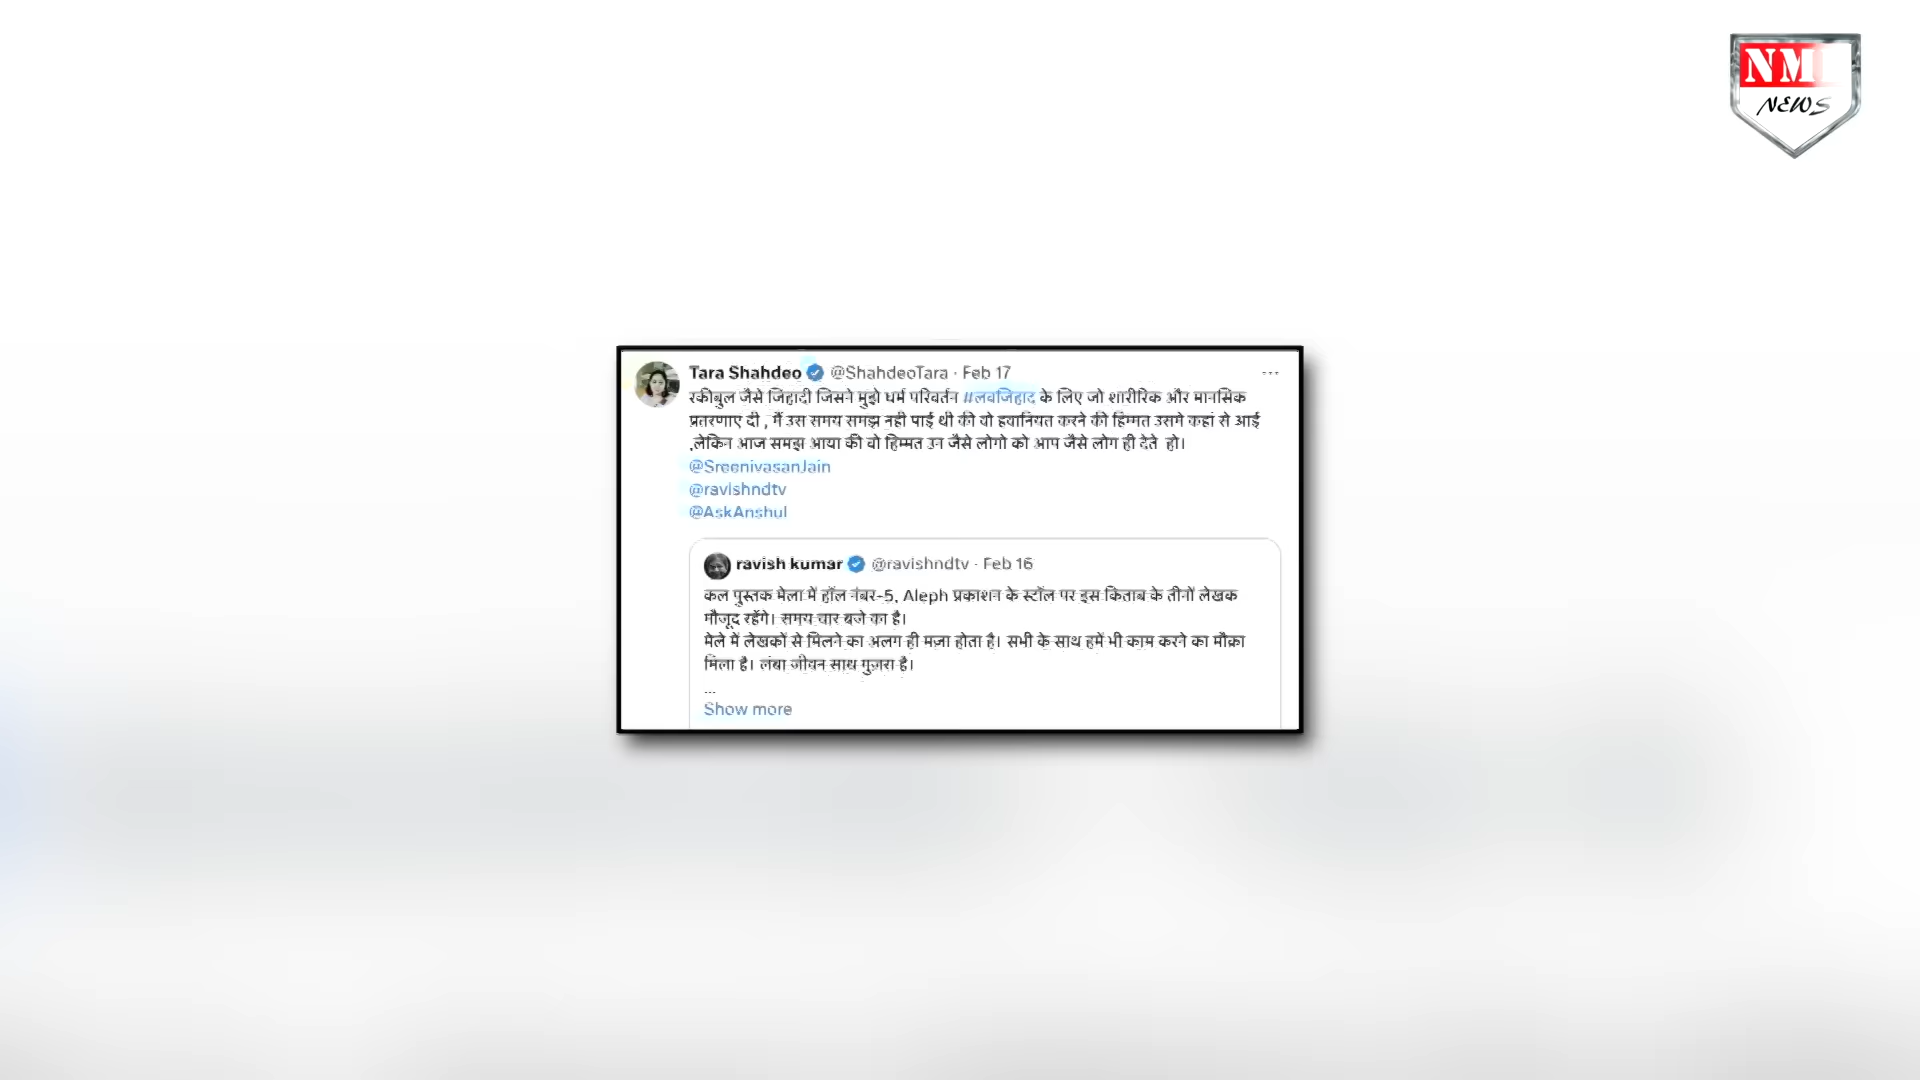 NM
NEWS
Tara Shahdeo @ShahdeoTara · Feb 17
रकीबुल जैसे जिहादी जिसने मुझे धर्म परिवर्तन #लवजिहाद के लिए जो शारीरिक और मानसिक
प्रतरणाए दी , मैं उस समय समझ नही पाई थी की वो हवानियत करने की हिम्मत उसमे कहां से आई
,लेकिन आज समझ आया की वो हिम्मत उन जैसे लोगो को आप जैसे लोग ही देते हो।
@SreenivasanJain
@ravishndtv
@AskAnshul
ravish kumar @ravishndtv · Feb 16
कल पुस्तक मेला में हॉल नंबर-5, Aleph प्रकाशन के स्टॉल पर इस किताब के तीनों लेखक
मौजूद रहेंगे। समय चार बजे का है।
मेले में लेखकों से मिलने का अलग ही मज़ा होता है। सभी के साथ हमें भी काम करने का मौक़ा
मिला है। लंबा जीवन साथ गुज़रा है।
...
Show more